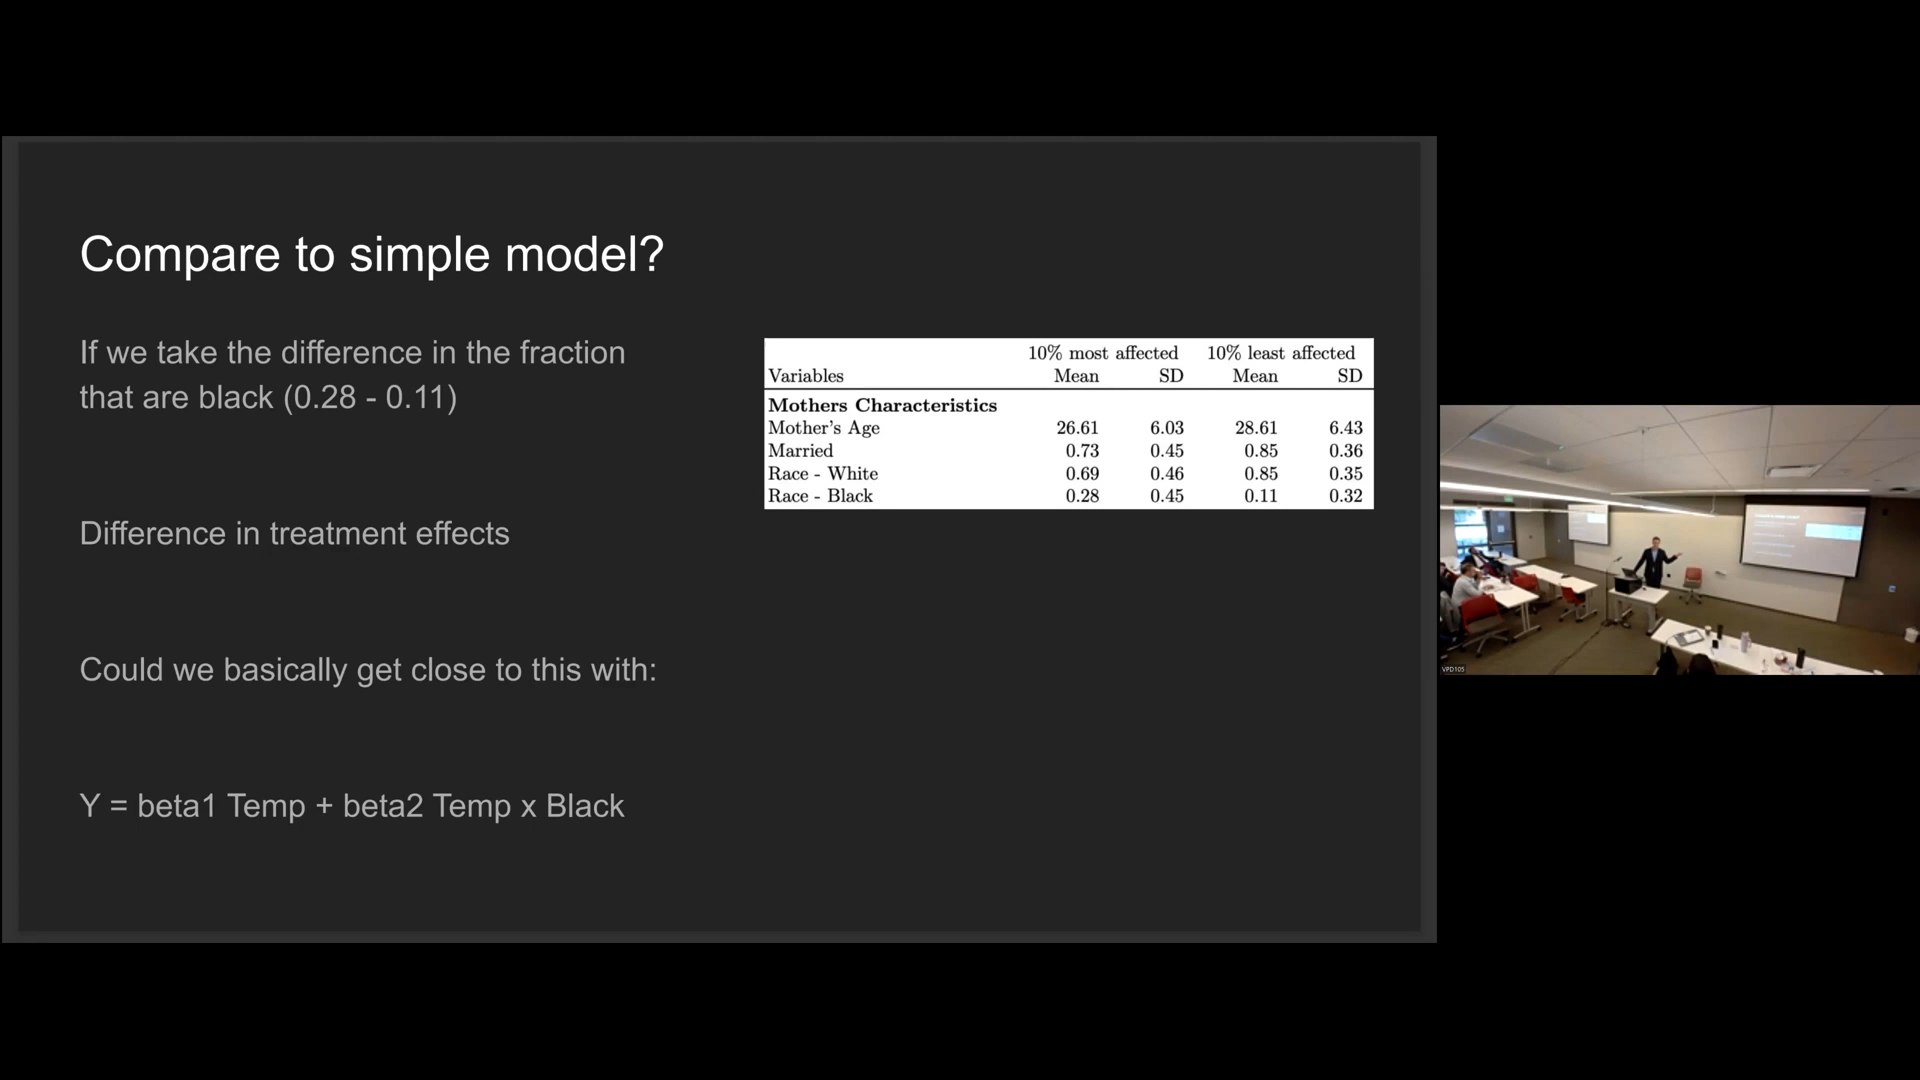 Compare to simple model?
If we take the difference in the fraction
that are black (0.28 - 0.11)
Difference in treatment effects
Could we basically get close to this with:
Y = beta1 Temp + beta2 Temp x Black
10% most affected 10% least affected
Variables Mean SD Mean SD
Mothers Characteristics
Mother's Age 26.61 6.03 28.61 6.43
Married 0.73 0.45 0.85 0.36
Race - White 0.69 0.46 0.85 0.35
Race - Black 0.28 0.45 0.11 0.32
VPD105